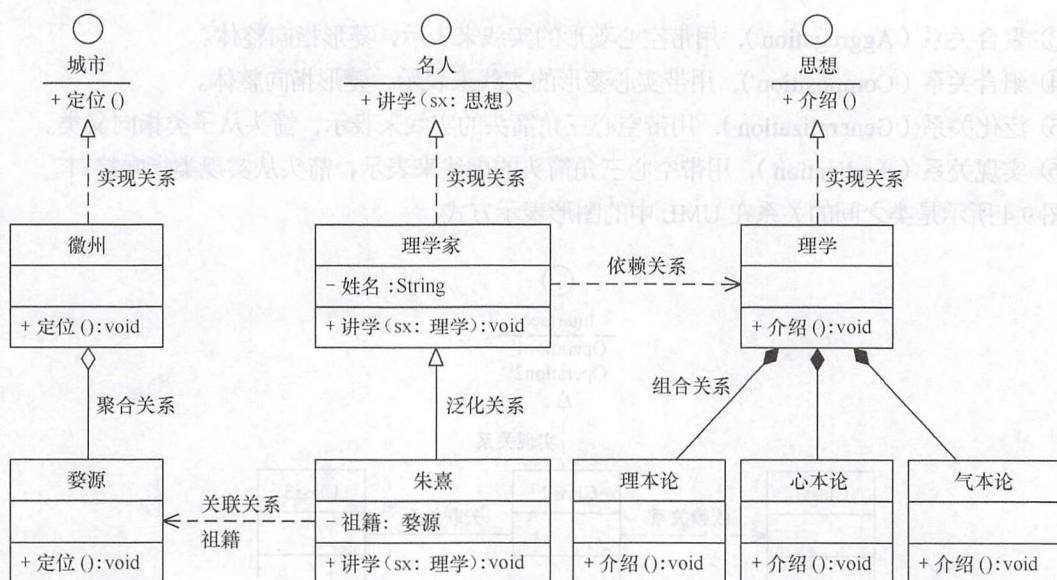 城市
+ 定位()
名人
+ 讲学(sx: 思想)
思想
+ 介绍()
实现关系
实现关系
实现关系
徽州
+ 定位():void
理学家
- 姓名:String
+ 讲学(sx: 理学):void
依赖关系
理学
+ 介绍():void
聚合关系
泛化关系
组合关系
婺源
+ 定位():void
关联关系
祖籍
朱熹
- 祖籍: 婺源
+ 讲学(sx: 理学):void
理本论
+ 介绍():void
心本论
+ 介绍():void
气本论
+ 介绍():void